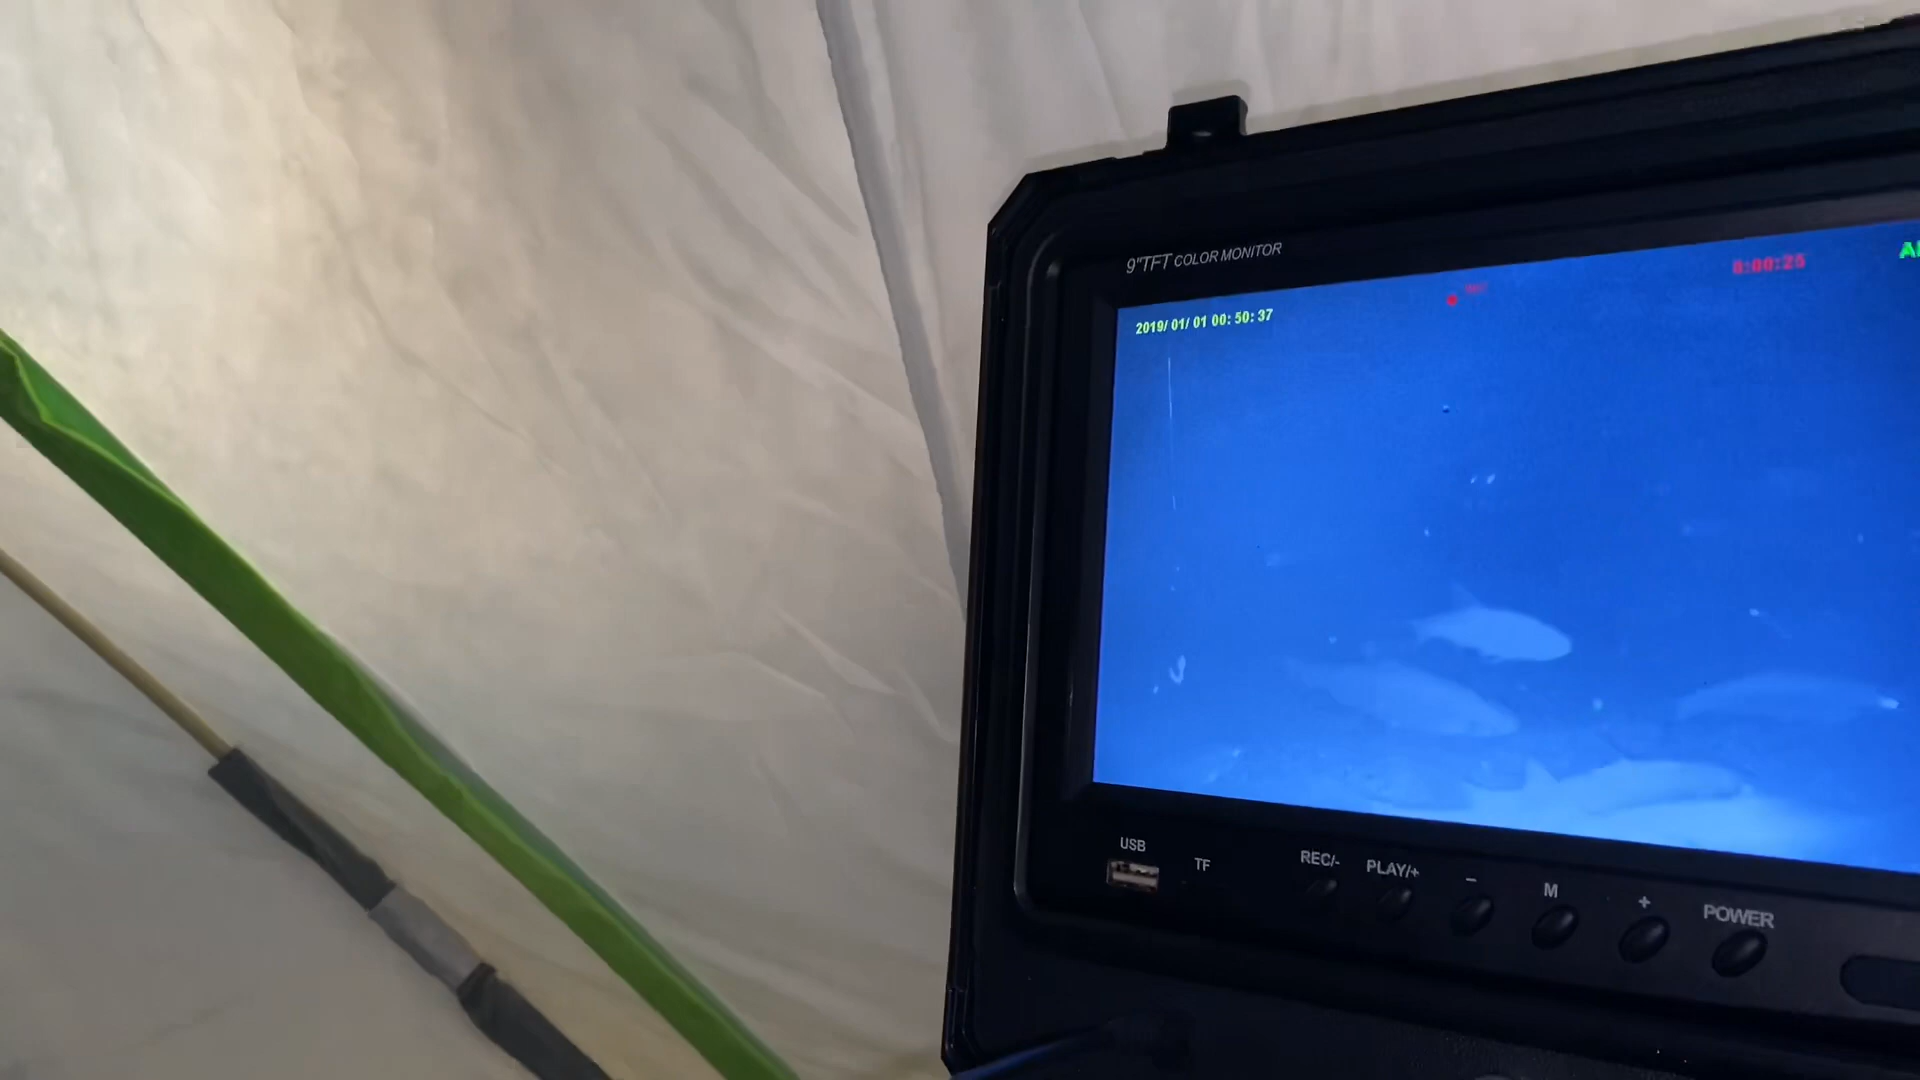 9"TFT COLOR MONITOR
2019/01/01 00:50:37
0:00:25
USB
TF
REC/-
PLAY/+
-
M
+
POWER